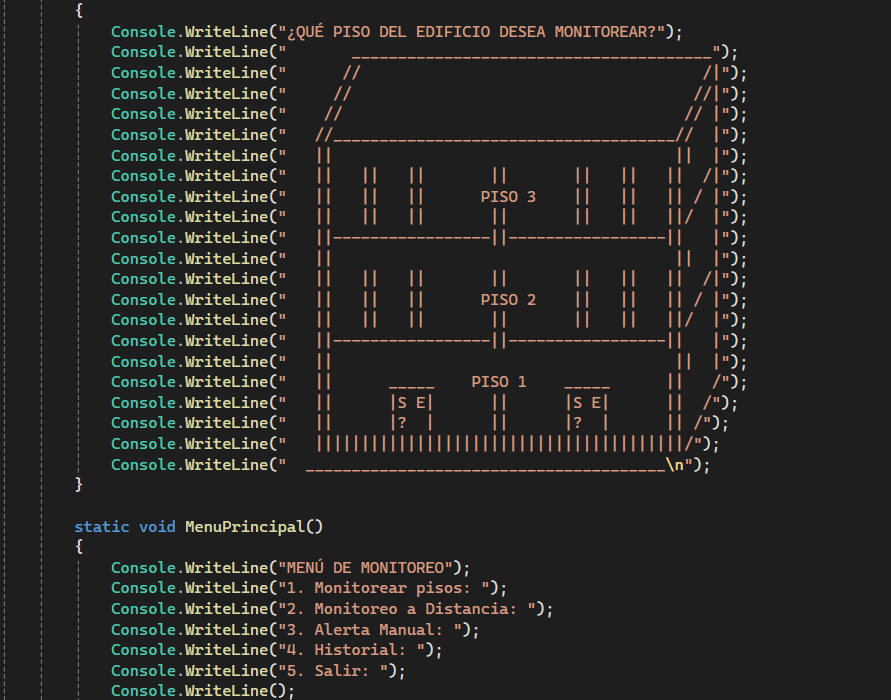 {
    Console.WriteLine("¿QUÉ PISO DEL EDIFICIO DESEA MONITOREAR?");
    Console.WriteLine("       _______________________________________");
    Console.WriteLine("      //                                     /|");
    Console.WriteLine("     //                                     //|");
    Console.WriteLine("    //                                     // |");
    Console.WriteLine("   //_____________________________________//  |");
    Console.WriteLine("   ||                                     ||  |");
    Console.WriteLine("   ||   ||   ||       ||       ||   ||   ||  /|");
    Console.WriteLine("   ||   ||   ||      PISO 3    ||   ||   || / |");
    Console.WriteLine("   ||   ||   ||       ||       ||   ||   ||/  |");
    Console.WriteLine("   ||-----------------||-----------------||   |");
    Console.WriteLine("   ||                                     ||  |");
    Console.WriteLine("   ||   ||   ||       ||       ||   ||   ||  /|");
    Console.WriteLine("   ||   ||   ||      PISO 2    ||   ||   || / |");
    Console.WriteLine("   ||   ||   ||       ||       ||   ||   ||/  |");
    Console.WriteLine("   ||-----------------||-----------------||   |");
    Console.WriteLine("   ||                                     ||  |");
    Console.WriteLine("   ||      _____    PISO 1    _____      ||   /");
    Console.WriteLine("   ||      |S E|      ||      |S E|      ||  /");
    Console.WriteLine("   ||      |?  |      ||      |?  |      || /");
    Console.WriteLine("   ||||||||||||||||||||||||||||||||||||||||/");
    Console.WriteLine("  _______________________________________\n");
}
static void MenuPrincipal()
{
    Console.WriteLine("MENÚ DE MONITOREO");
    Console.WriteLine("1. Monitorear pisos: ");
    Console.WriteLine("2. Monitoreo a Distancia: ");
    Console.WriteLine("3. Alerta Manual: ");
    Console.WriteLine("4. Historial: ");
    Console.WriteLine("5. Salir: ");
    Console.WriteLine();